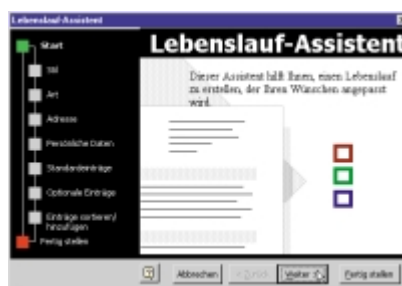 Lebenslauf-Assistent
Lebenslauf-Assistent
Start
Stil
Art
Adresse
Persönliche Daten
Standardeinträge
Optionale Einträge
Einträge sortieren/
hinzufügen
Fertig stellen
Dieser Assistent hilft Ihnen, einen Lebenslauf
zu erstellen, der Ihren Wünschen angepasst
wird.
Abbrechen
< Zurück
Weiter >
Fertig stellen